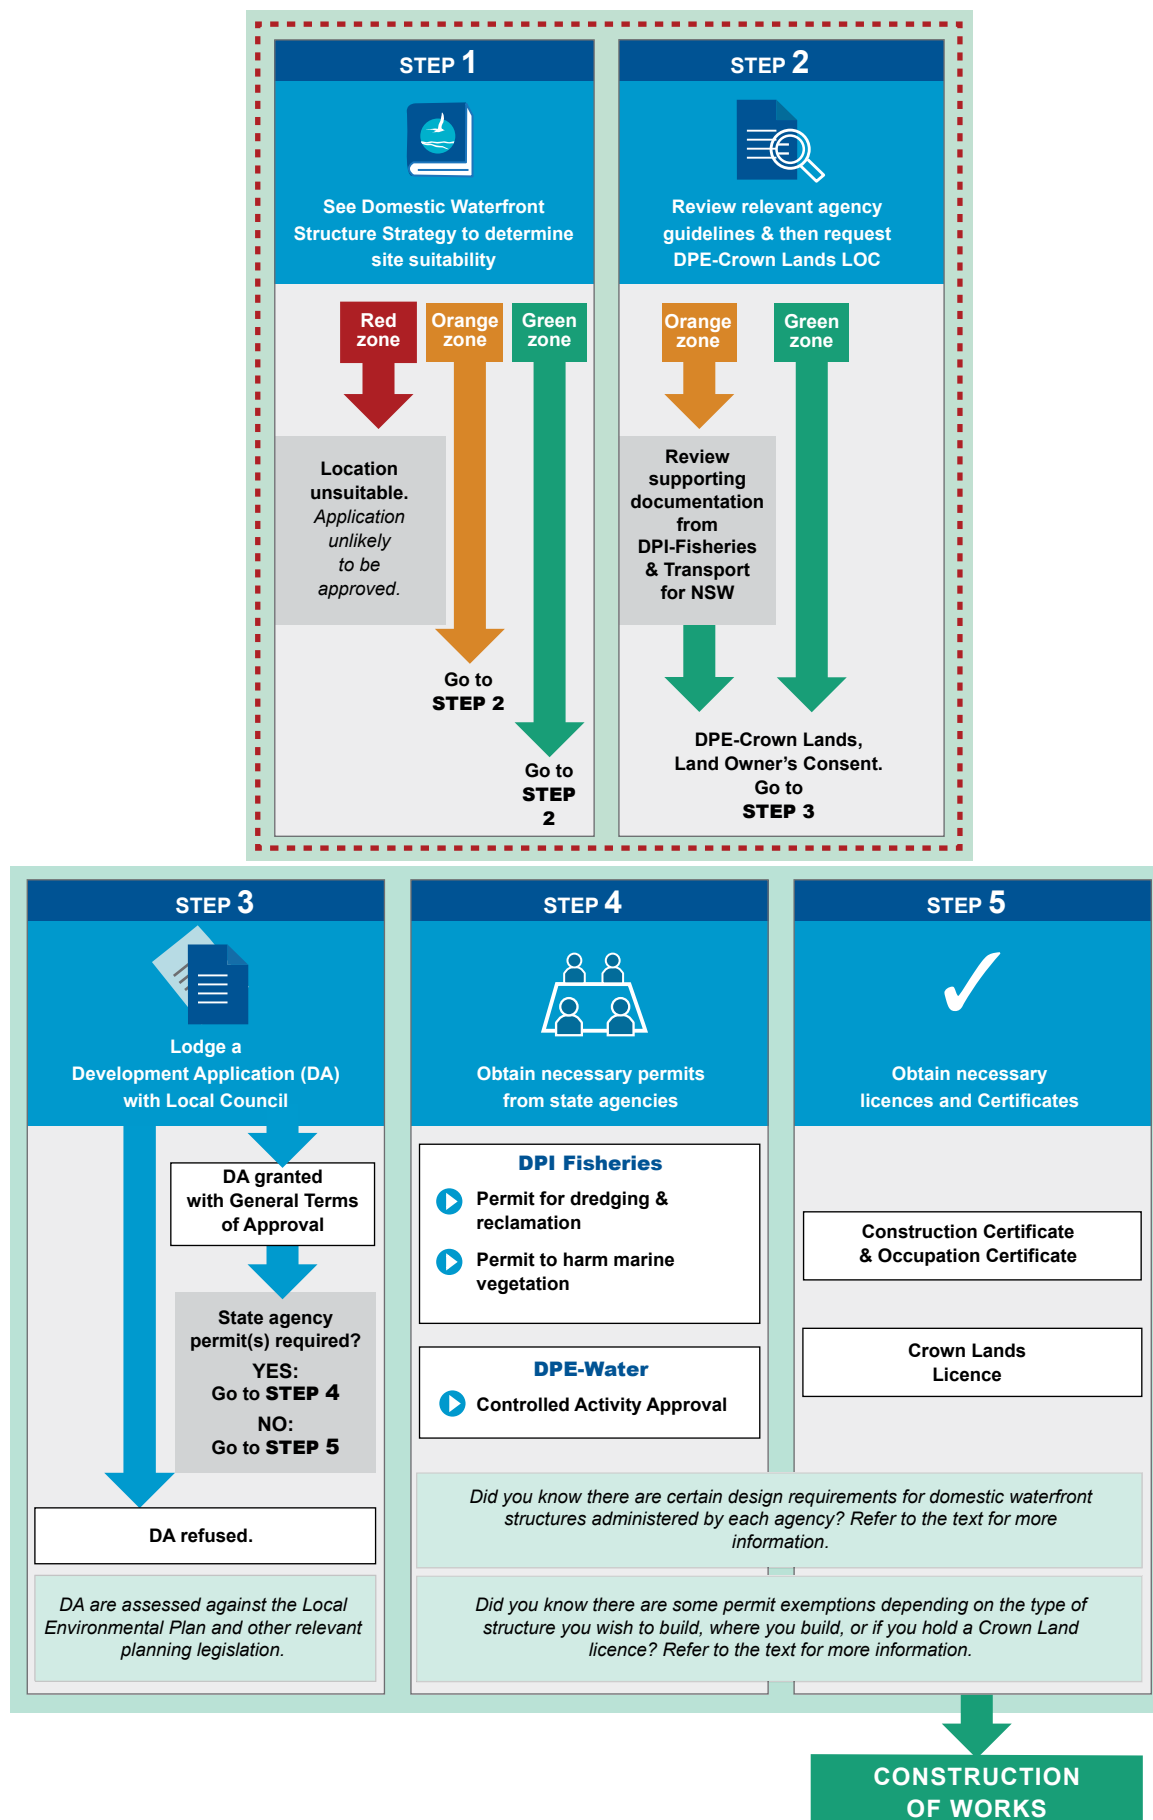 STEP 1
See Domestic Waterfront
Structure Strategy to determine
site suitability
Red
zone
Orange
zone
Green
zone
Location
unsuitable.
Application
unlikely
to be
approved.
Go to
STEP 2
Go to
STEP
2
STEP 2
Review relevant agency
guidelines & then request
DPE-Crown Lands LOC
Orange
zone
Green
zone
Review
supporting
documentation
from
DPI-Fisheries
& Transport
for NSW
DPE-Crown Lands,
Land Owner's Consent.
Go to
STEP 3
STEP 3
Lodge a
Development Application (DA)
with Local Council
DA granted
with General Terms
of Approval
State agency
permit(s) required?
YES:
Go to STEP 4
NO:
Go to STEP 5
DA refused.
DA are assessed against the Local
Environmental Plan and other relevant
planning legislation.
STEP 4
Obtain necessary permits
from state agencies
DPI Fisheries
Permit for dredging &
reclamation
Permit to harm marine
vegetation
DPE-Water
Controlled Activity Approval
STEP 5
Obtain necessary
licences and Certificates
Construction Certificate
& Occupation Certificate
Crown Lands
Licence
Did you know there are certain design requirements for domestic waterfront
structures administered by each agency? Refer to the text for more
information.
Did you know there are some permit exemptions depending on the type of
structure you wish to build, where you build, or if you hold a Crown Land
licence? Refer to the text for more information.
CONSTRUCTION
OF WORKS